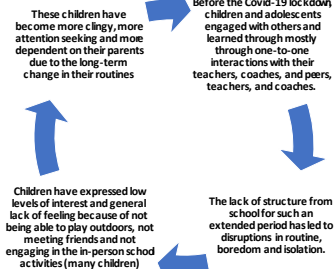 These children have
become more clingy, more
attention seeking and more
dependent on their parents
due to the long-term
change in their routines
Before the Covid-19 lockdown,
children and adolescents
engaged with others and
learned through mostly
through one-to-one
interactions with their
teachers, coaches, and peers,
teachers, and coaches.
The lack of structure from
school for such an
extended period has led to
disruptions in routine,
boredom and isolation.
Children have expressed low
levels of interest and general
lack of feeling because of not
being able to play outdoors, not
meeting friends and not
engaging in the in-person school
activities (many children)